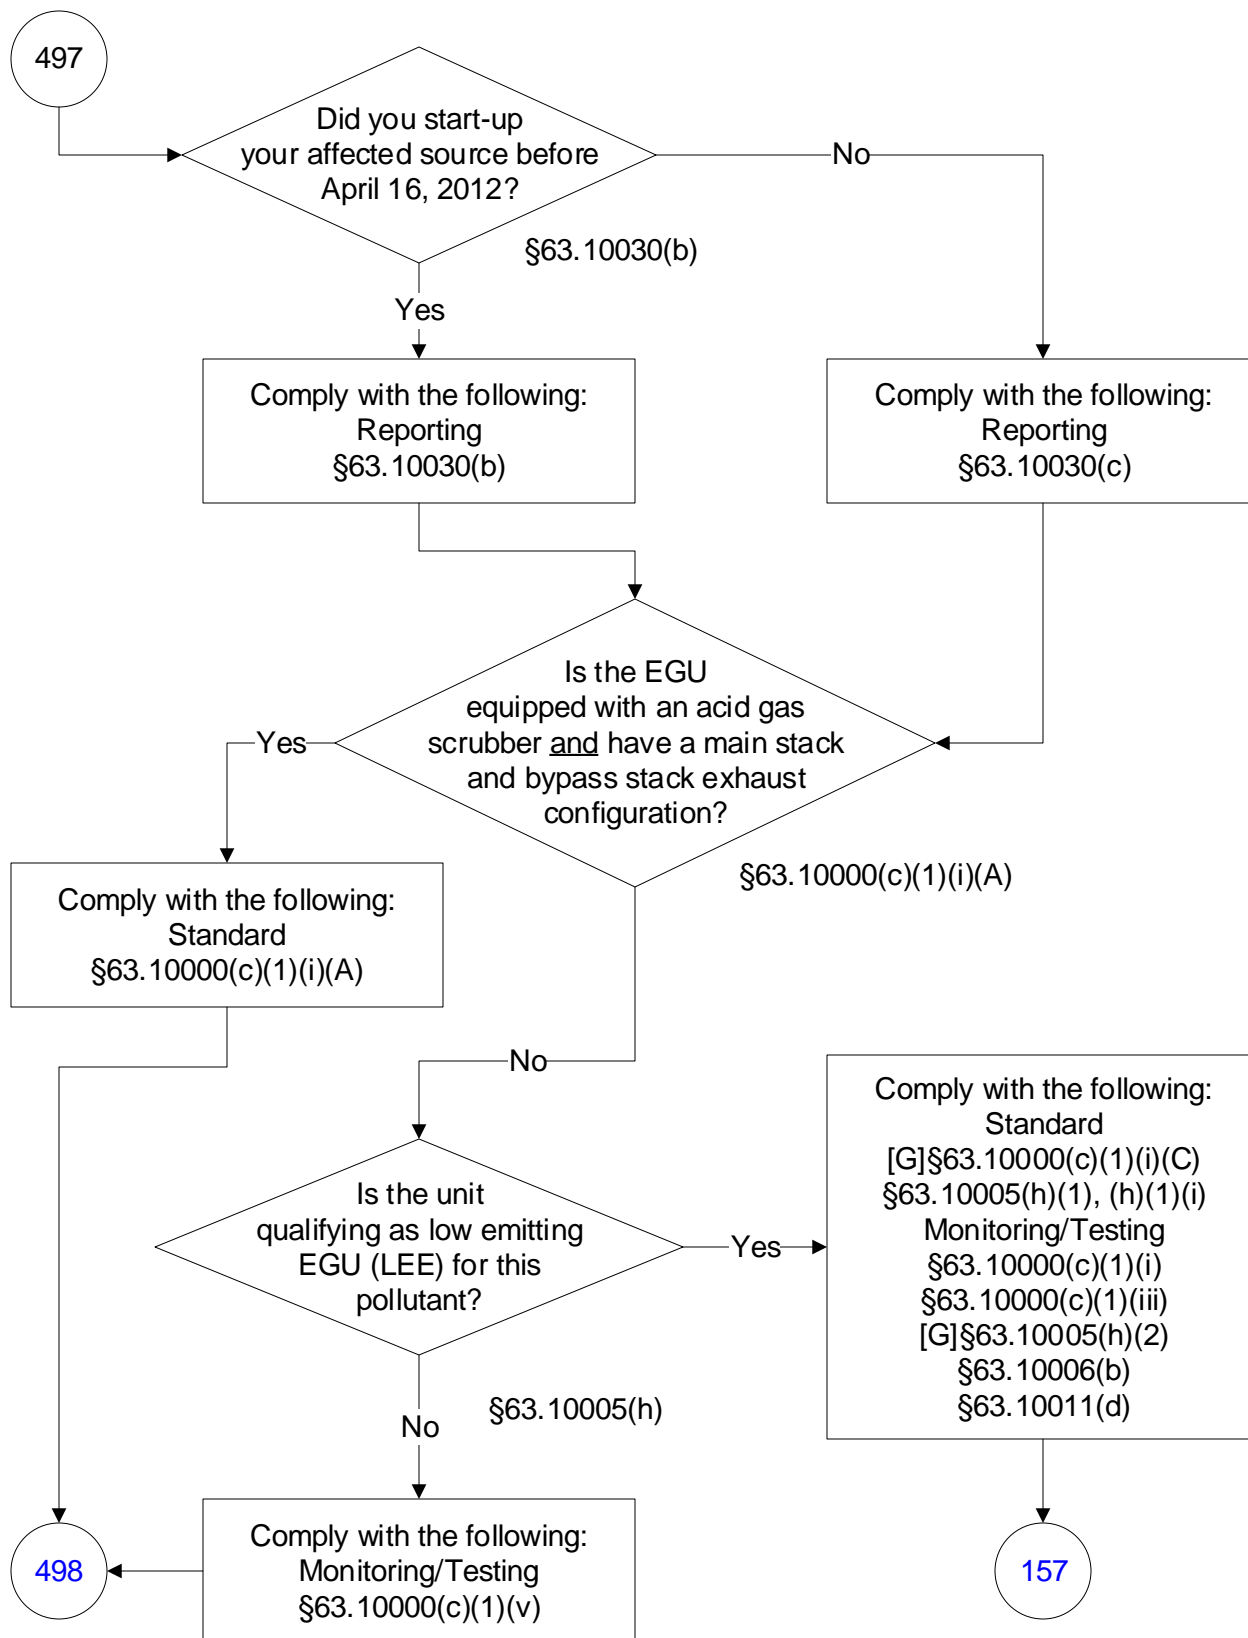 497
Did you start-up
your affected source before
April 16, 2012?
No
§63.10030(b)
Yes
Comply with the following:
Reporting
§63.10030(b)
Comply with the following:
Reporting
§63.10030(c)
Is the EGU
equipped with an acid gas
scrubber and have a main stack
and bypass stack exhaust
configuration?
Yes
§63.10000(c)(1)(i)(A)
Comply with the following:
Standard
§63.10000(c)(1)(i)(A)
No
Is the unit
qualifying as low emitting
EGU (LEE) for this
pollutant?
Yes
Comply with the following:
Standard
[G]§63.10000(c)(1)(i)(C)
§63.10005(h)(1), (h)(1)(i)
Monitoring/Testing
§63.10000(c)(1)(i)
§63.10000(c)(1)(iii)
[G]§63.10005(h)(2)
§63.10006(b)
§63.10011(d)
§63.10005(h)
No
Comply with the following:
Monitoring/Testing
§63.10000(c)(1)(v)
498
157